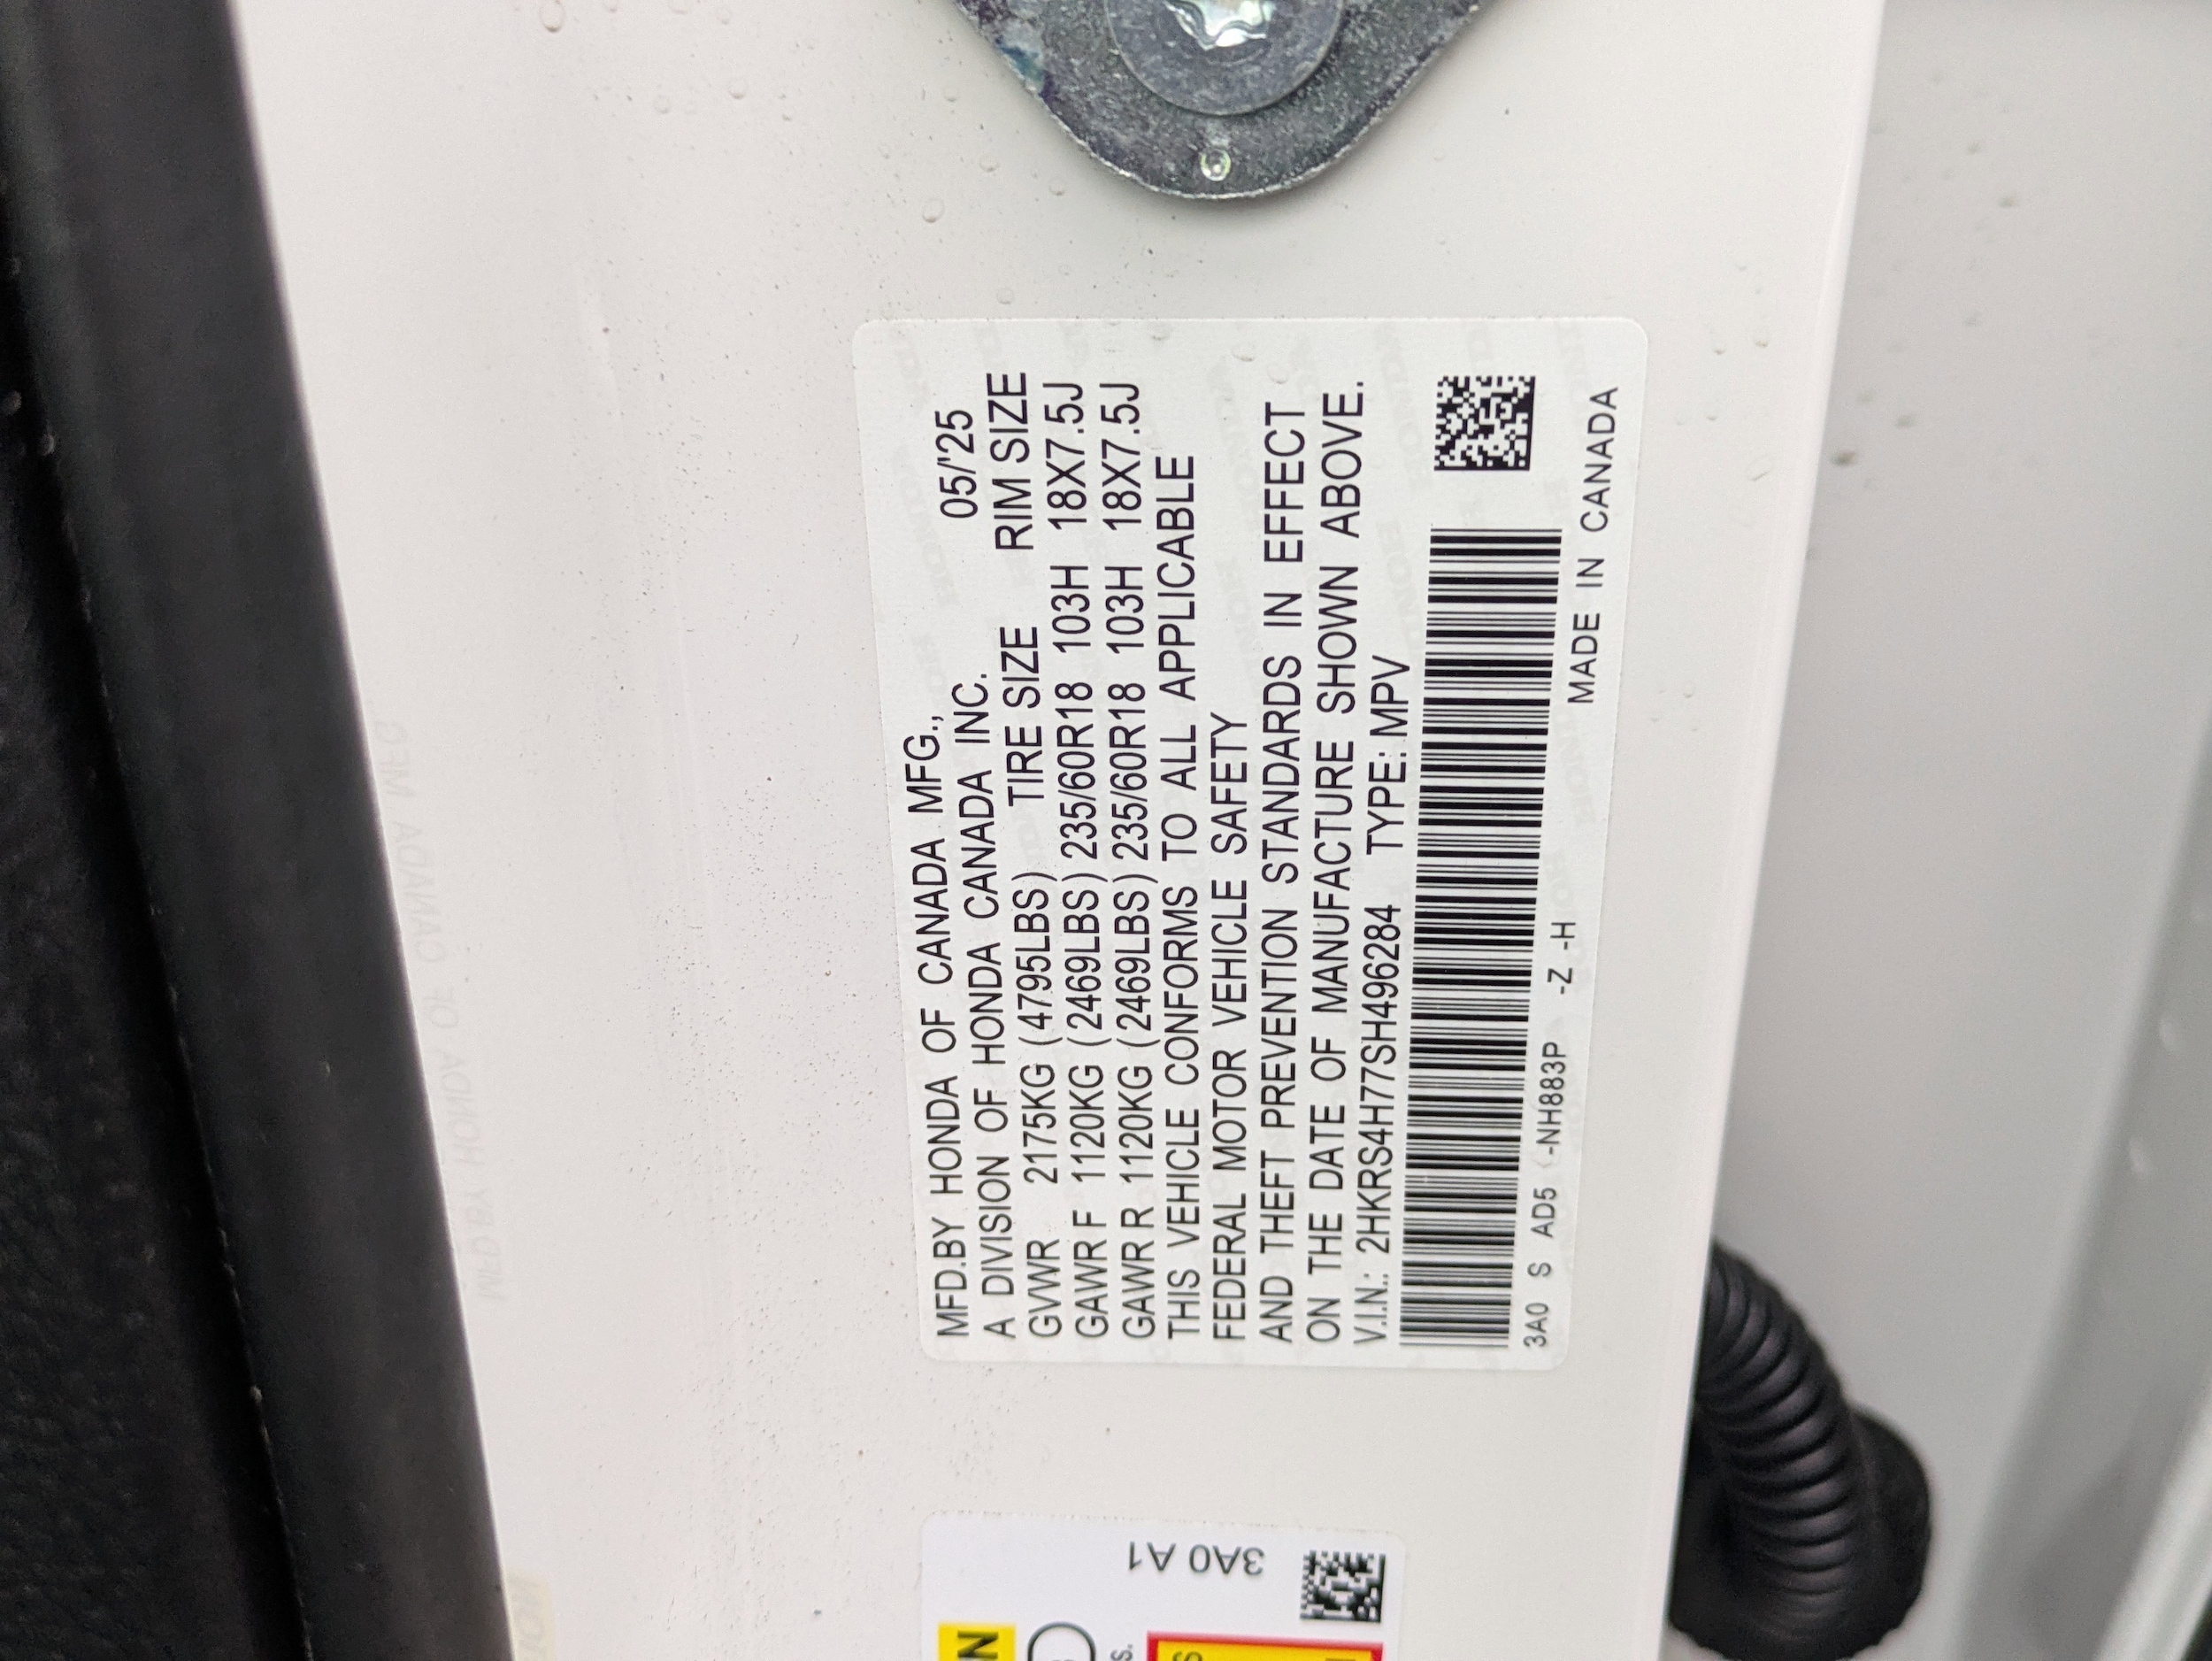 MFD.BY HONDA OF CANADA MFG., 05/'25
A DIVISION OF HONDA CANADA INC.
GVWR 2175KG (4795LBS) TIRE SIZE RIM SIZE
GAWR F 1120KG (2469LBS) 235/60R18 103H 18X7.5J
GAWR R 1120KG (2469LBS) 235/60R18 103H 18X7.5J
THIS VEHICLE CONFORMS TO ALL APPLICABLE
FEDERAL MOTOR VEHICLE SAFETY
AND THEFT PREVENTION STANDARDS IN EFFECT
ON THE DATE OF MANUFACTURE SHOWN ABOVE.
V.I.N.: 2HKRS4H77SH496284 TYPE: MPV
3A0 S AD5 -NH883P -Z -H
MADE IN CANADA
3A0 A1